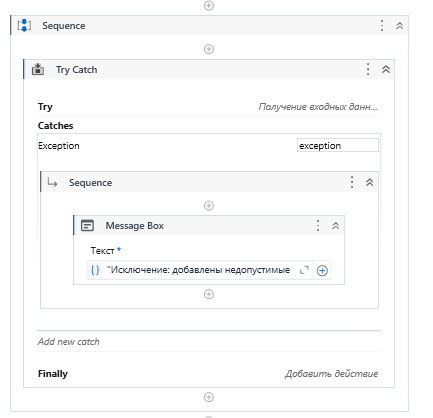 Sequence
Try Catch
Try Получение входных данн...
Catches
Exception exception
Sequence
Message Box
Текст *
{} "Исключение: добавлены недопустимые
Add new catch
Finally Добавить действие